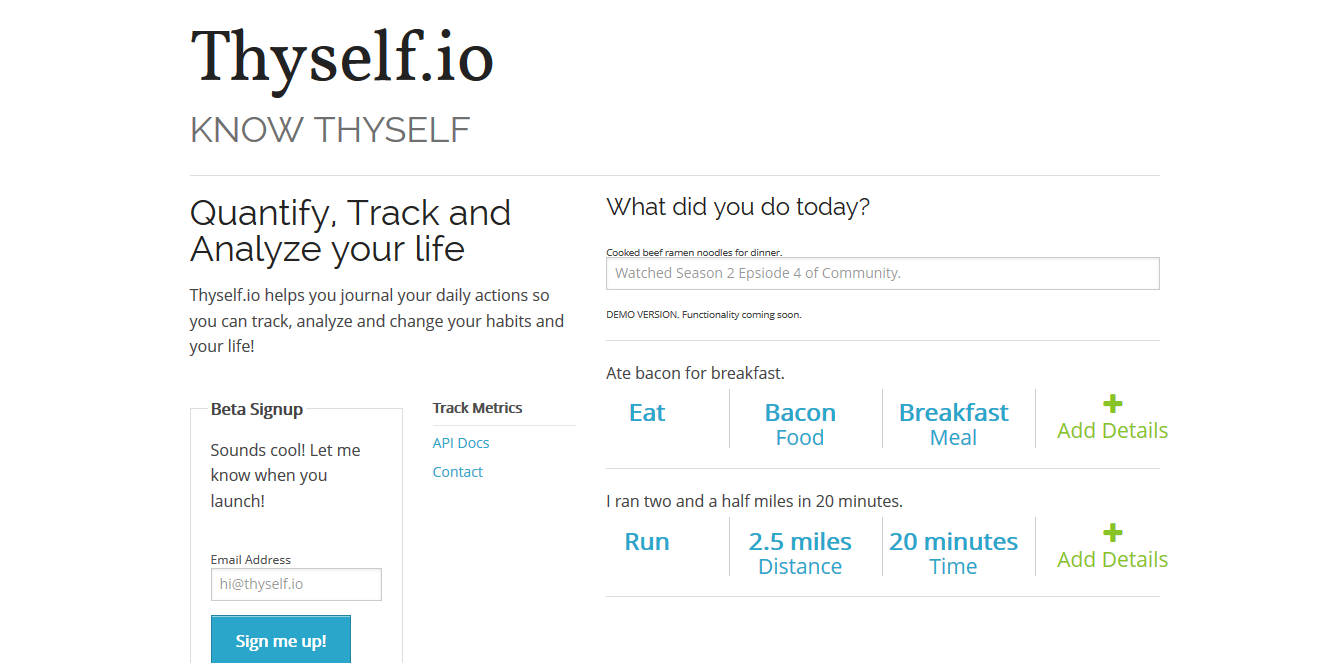 Thyself.io
KNOW THYSELF
Quantify, Track and
Analyze your life
Thyself.io helps you journal your daily actions so
you can track, analyze and change your habits and
your life!
Beta Signup
Sounds cool! Let me
know when you
launch!
Email Address
hi@thyself.io
Sign me up!
Track Metrics
API Docs
Contact
What did you do today?
Cooked beef ramen noodles for dinner.
Watched Season 2 Epsiode 4 of Community.
DEMO VERSION. Functionality coming soon.
Ate bacon for breakfast.
Eat
Bacon
Food
Breakfast
Meal
Add Details
I ran two and a half miles in 20 minutes.
Run
2.5 miles
Distance
20 minutes
Time
Add Details